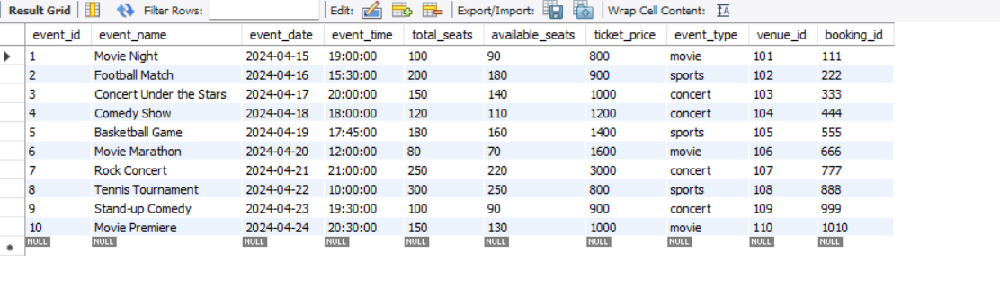 Result Grid Filter Rows: Edit: Export/Import: Wrap Cell Content: IA
event_id event_name event_date event_time total_seats available_seats ticket_price event_type venue_id booking_id
1 Movie Night 2024-04-15 19:00:00 100 90 800 movie 101 111
2 Football Match 2024-04-16 15:30:00 200 180 900 sports 102 222
3 Concert Under the Stars 2024-04-17 20:00:00 150 140 1000 concert 103 333
4 Comedy Show 2024-04-18 18:00:00 120 110 1200 concert 104 444
5 Basketball Game 2024-04-19 17:45:00 180 160 1400 sports 105 555
6 Movie Marathon 2024-04-20 12:00:00 80 70 1600 movie 106 666
7 Rock Concert 2024-04-21 21:00:00 250 220 3000 concert 107 777
8 Tennis Tournament 2024-04-22 10:00:00 300 250 800 sports 108 888
9 Stand-up Comedy 2024-04-23 19:30:00 100 90 900 concert 109 999
10 Movie Premiere 2024-04-24 20:30:00 150 130 1000 movie 110 1010
NULL NULL NULL NULL NULL NULL NULL NULL NULL NULL